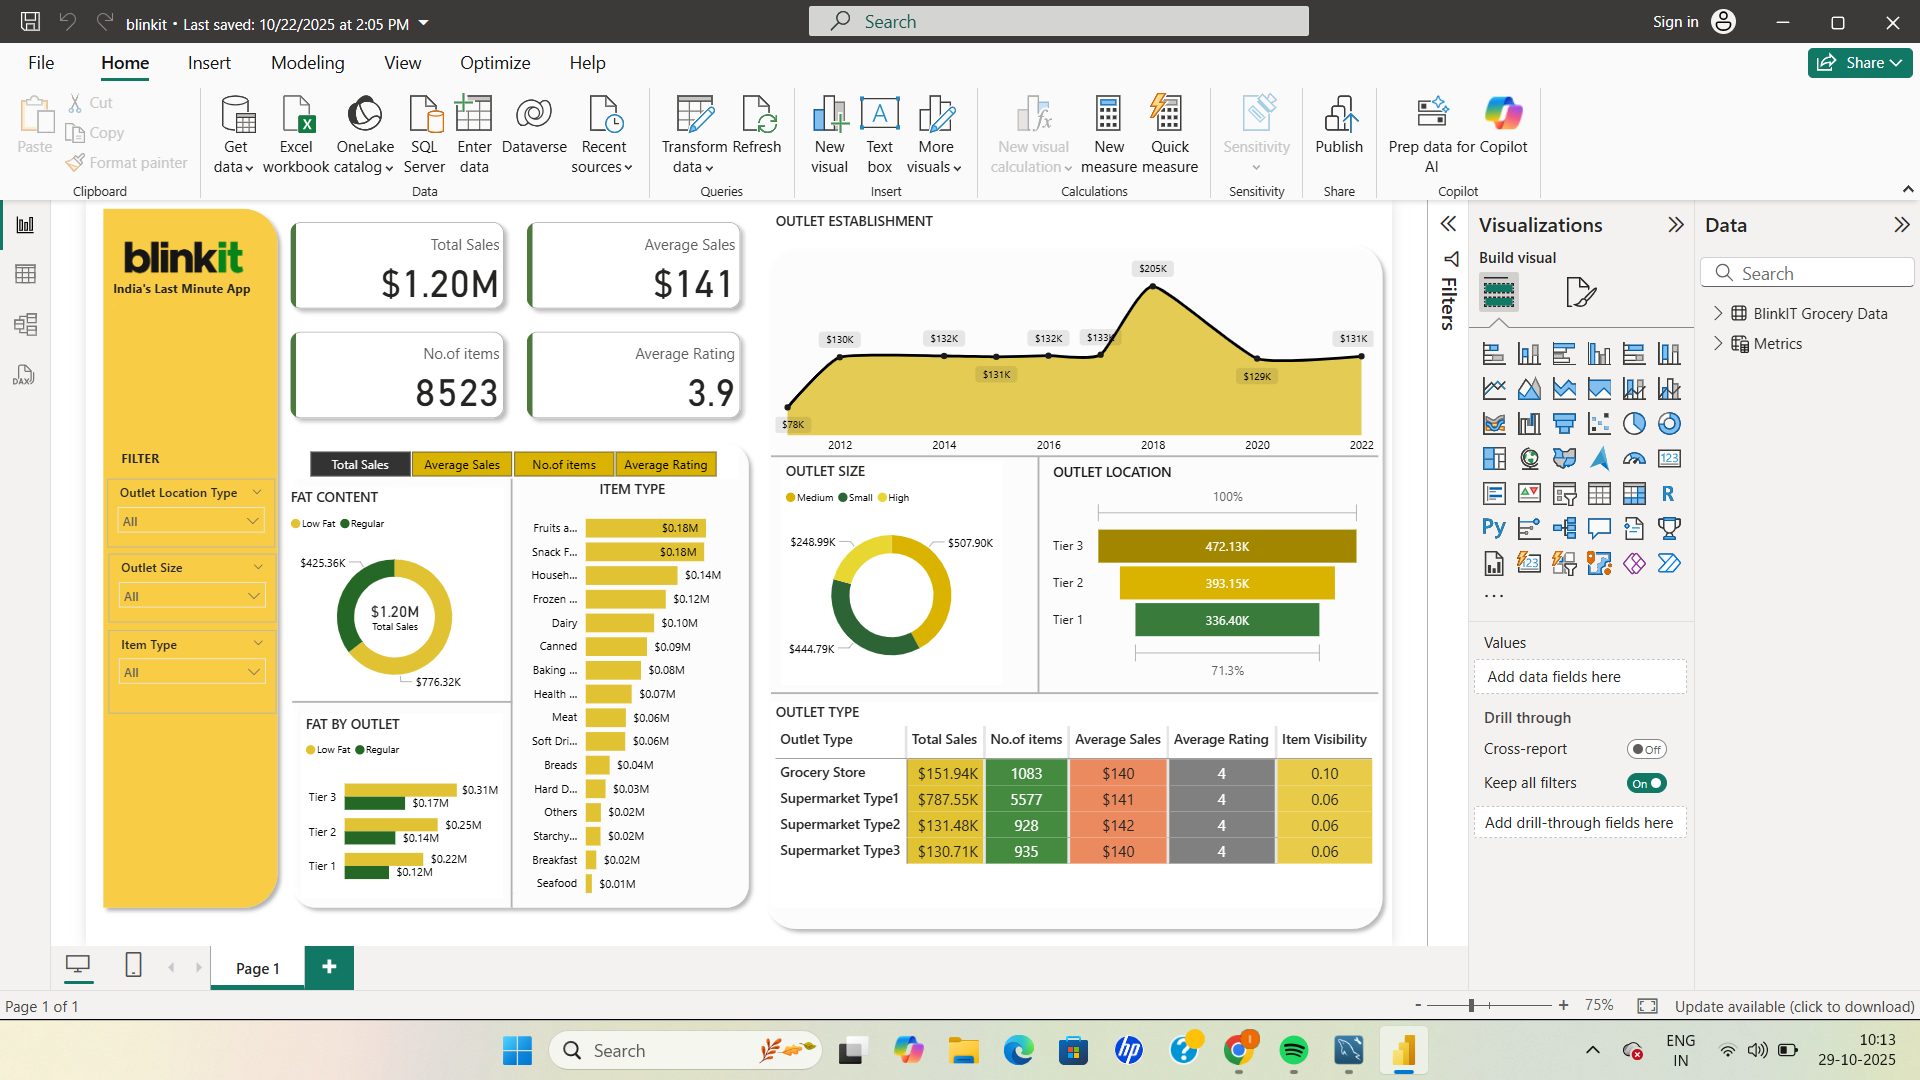 blinkit • Last saved: 10/22/2025 at 2:05 PM
Search
Sign in
File
Home
Insert
Modeling
View
Optimize
Help
Share
Paste
Cut
Copy
Format painter
Clipboard
Get data
Excel workbook
OneLake catalog
SQL Server
Enter data
Dataverse
Recent sources
Data
Transform data
Refresh
Queries
New visual
Text box
More visuals
Insert
New visual calculation
New measure
Quick measure
Calculations
Sensitivity
Sensitivity
Publish
Share
Prep data for AI
Copilot
Copilot
blinkit
India's Last Minute App
FILTER
Outlet Location Type
All
Outlet Size
All
Item Type
All
Total Sales
$1.20M
Average Sales
$141
No.of items
8523
Average Rating
3.9
Total Sales
Average Sales
No.of items
Average Rating
FAT CONTENT
Low Fat Regular
$425.36K
$1.20M
Total Sales
$776.32K
FAT BY OUTLET
Low Fat Regular
Tier 3 $0.31M
$0.17M
Tier 2 $0.25M
$0.14M
Tier 1 $0.22M
$0.12M
ITEM TYPE
Fruits a... $0.18M
Snack F... $0.18M
Househ... $0.14M
Frozen ... $0.12M
Dairy $0.10M
Canned $0.09M
Baking ... $0.08M
Health ... $0.07M
Meat $0.06M
Soft Dri... $0.06M
Breads $0.04M
Hard D... $0.03M
Others $0.02M
Starchy... $0.02M
Breakfast $0.02M
Seafood $0.01M
OUTLET ESTABLISHMENT
$78K
$130K
$132K
$131K
$132K
$133K
$205K
$129K
$131K
2012 2014 2016 2018 2020 2022
OUTLET SIZE
Medium Small High
$248.99K
$507.90K
$444.79K
OUTLET LOCATION
100%
Tier 3 472.13K
Tier 2 393.15K
Tier 1 336.40K
71.3%
OUTLET TYPE
Outlet Type Total Sales No.of items Average Sales Average Rating Item Visibility
Grocery Store $151.94K 1083 $140 4 0.10
Supermarket Type1 $787.55K 5577 $141 4 0.06
Supermarket Type2 $131.48K 928 $142 4 0.06
Supermarket Type3 $130.71K 935 $140 4 0.06
Filters
Visualizations
Build visual
123
R
Py
123
Values
Add data fields here
Drill through
Cross-report
Off
Keep all filters
On
Add drill-through fields here
Data
Search
BlinkIT Grocery Data
Metrics
DAX
Page 1
+
Page 1 of 1
- + 75%
Update available (click to download)
Search
hp
ENG
IN
10:13
29-10-2025